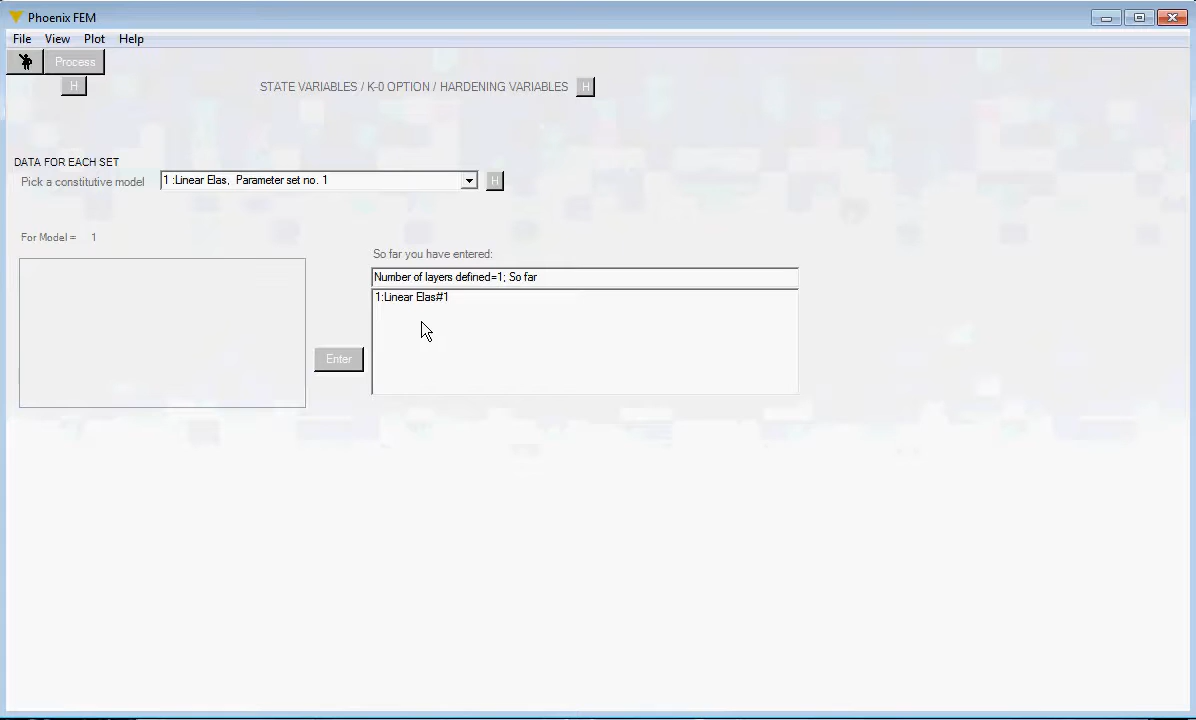 Phoenix FEM
File View Plot Help
Process
H
STATE VARIABLES / K-0 OPTION / HARDENING VARIABLES H
DATA FOR EACH SET
Pick a constitutive model 1 :Linear Elas, Parameter set no. 1 H
For Model = 1
So far you have entered:
Number of layers defined=1; So far
1:Linear Elas#1
Enter